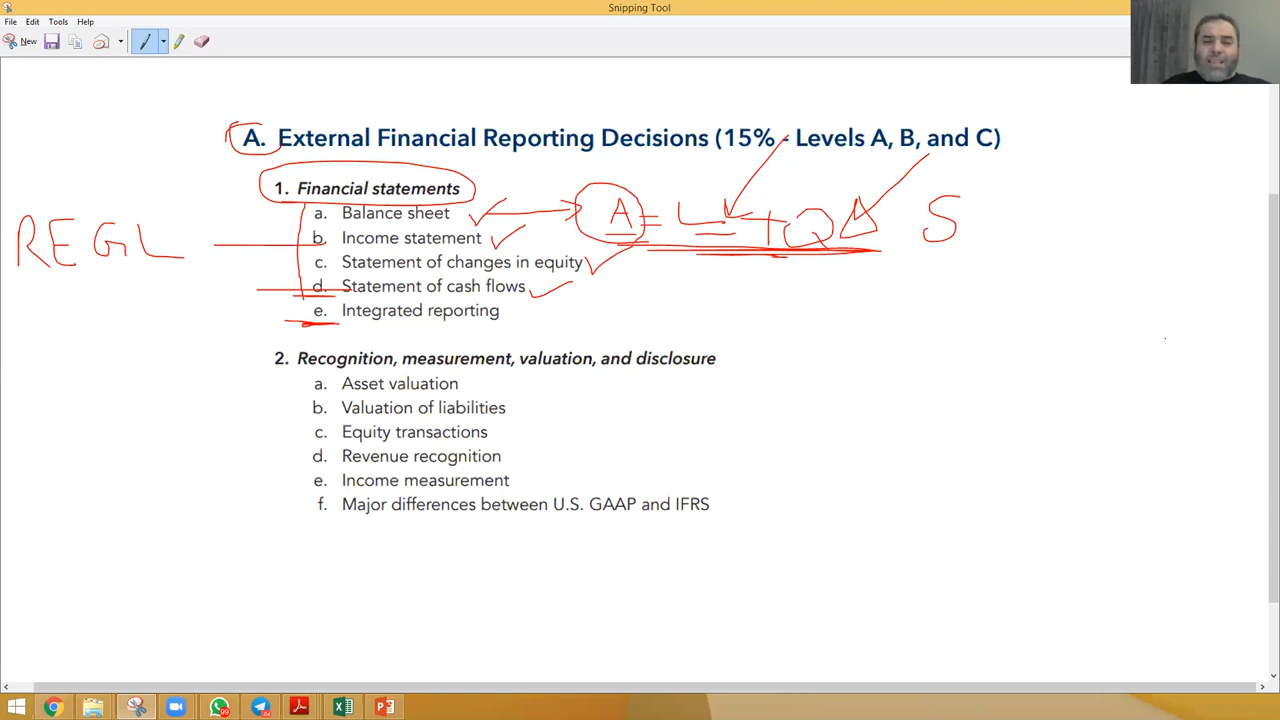 Snipping Tool
File Edit Tools Help
New
A. External Financial Reporting Decisions (15% - Levels A, B, and C)
1. Financial statements
a. Balance sheet
A = L + Q S
REGL
b. Income statement
c. Statement of changes in equity
d. Statement of cash flows
e. Integrated reporting
2. Recognition, measurement, valuation, and disclosure
a. Asset valuation
b. Valuation of liabilities
c. Equity transactions
d. Revenue recognition
e. Income measurement
f. Major differences between U.S. GAAP and IFRS
99